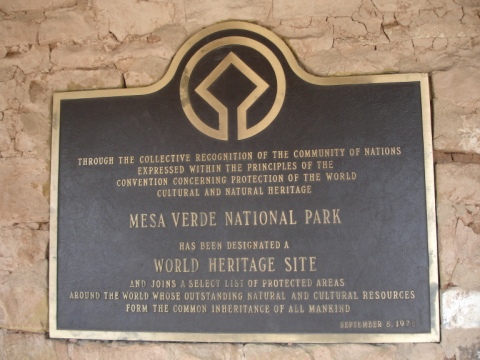 THROUGH THE COLLECTIVE RECOGNITION OF THE COMMUNITY OF NATIONS
EXPRESSED WITHIN THE PRINCIPLES OF THE
CONVENTION CONCERNING PROTECTION OF THE WORLD
CULTURAL AND NATURAL HERITAGE
MESA VERDE NATIONAL PARK
HAS BEEN DESIGNATED A
WORLD HERITAGE SITE
AND JOINS A SELECT LIST OF PROTECTED AREAS
AROUND THE WORLD WHOSE OUTSTANDING NATURAL AND CULTURAL RESOURCES
FORM THE COMMON INHERITANCE OF ALL MANKIND
SEPTEMBER 8,